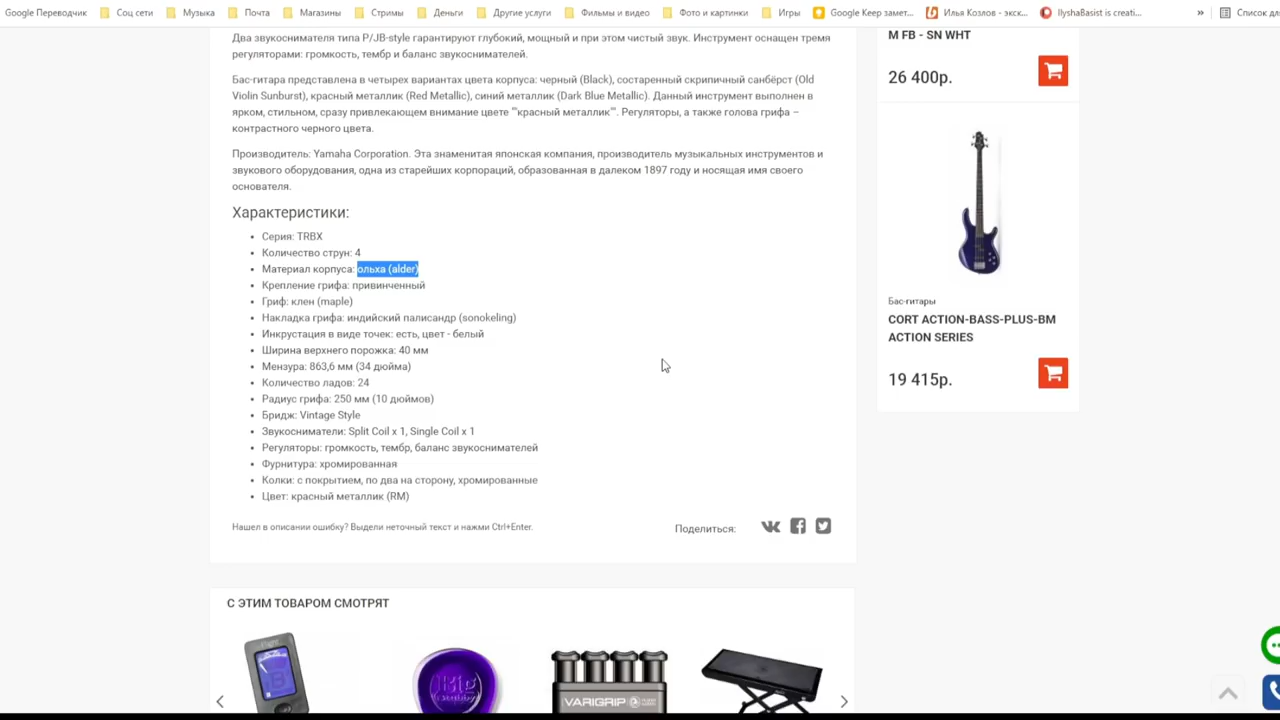 Google Переводчик Соц сети Музыка Почта Магазины Стримы Деньги Другие услуги Фильмы и видео Фото и картинки Игры Google Keep замет... Илья Козлов - экск... IlyshaBasist is creati... » Список дл
Два звукоснимателя типа P/JB-style гарантируют глубокий, мощный и при этом чистый звук. Инструмент оснащен тремя
регуляторами: громкость, тембр и баланс звукоснимателей.
Бас-гитара представлена в четырех вариантах цвета корпуса: черный (Black), состаренный скрипичный санбёрст (Old
Violin Sunburst), красный металлик (Red Metallic), синий металлик (Dark Blue Metallic). Данный инструмент выполнен в
ярком, стильном, сразу привлекающем внимание цвете ""красный металлик"". Регуляторы, а также голова грифа –
контрастного черного цвета.
Производитель: Yamaha Corporation. Эта знаменитая японская компания, производитель музыкальных инструментов и
звукового оборудования, одна из старейших корпораций, образованная в далеком 1897 году и носящая имя своего
основателя.
Характеристики:
• Серия: TRBX
• Количество струн: 4
• Материал корпуса: ольха (alder)
• Крепление грифа: привинченный
• Гриф: клен (maple)
• Накладка грифа: индийский палисандр (sonokeling)
• Инкрустация в виде точек: есть, цвет - белый
• Ширина верхнего порожка: 40 мм
• Мензура: 863,6 мм (34 дюйма)
• Количество ладов: 24
• Радиус грифа: 250 мм (10 дюймов)
• Бридж: Vintage Style
• Звукосниматели: Split Coil x 1, Single Coil x 1
• Регуляторы: громкость, тембр, баланс звукоснимателей
• Фурнитура: хромированная
• Колки: с покрытием, по два на сторону, хромированные
• Цвет: красный металлик (RM)
Нашел в описании ошибку? Выдели неточный текст и нажми Ctrl+Enter.
Поделиться:
С ЭТИМ ТОВАРОМ СМОТРЯТ
Big
Stubby
VARIGRIP
M FB - SN WHT
26 400р.
Бас-гитары
CORT ACTION-BASS-PLUS-BM
ACTION SERIES
19 415р.